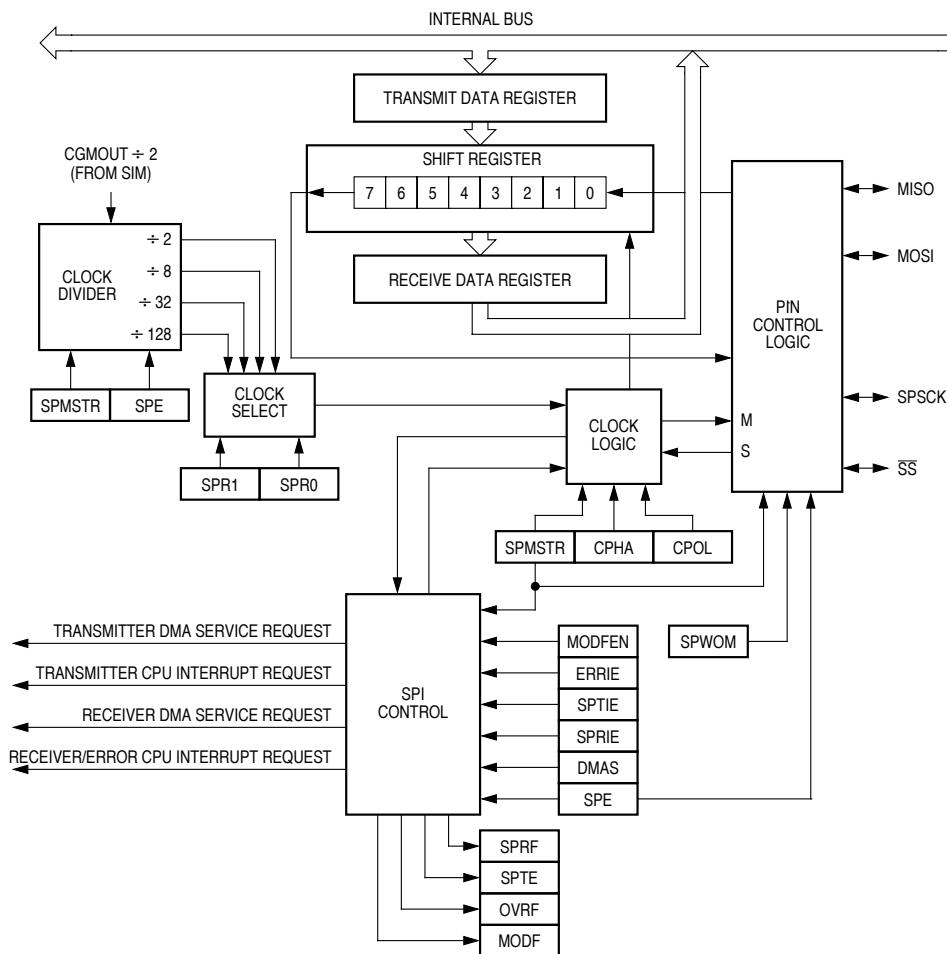 INTERNAL BUS
TRANSMIT DATA REGISTER
CGMOUT ÷ 2
(FROM SIM)
SHIFT REGISTER
7 6 5 4 3 2 1 0
MISO
÷ 2
CLOCK
DIVIDER
÷ 8
÷ 32
÷ 128
RECEIVE DATA REGISTER
MOSI
PIN
CONTROL
LOGIC
SPMSTR SPE
CLOCK
SELECT
SPSCK
CLOCK
LOGIC
M
S
SS
SPR1 SPR0
SPMSTR CPHA CPOL
TRANSMITTER DMA SERVICE REQUEST
TRANSMITTER CPU INTERRUPT REQUEST
RECEIVER DMA SERVICE REQUEST
RECEIVER/ERROR CPU INTERRUPT REQUEST
SPI
CONTROL
MODFEN
ERRIE
SPTIE
SPRIE
DMAS
SPE
SPWOM
SPRF
SPTE
OVRF
MODF